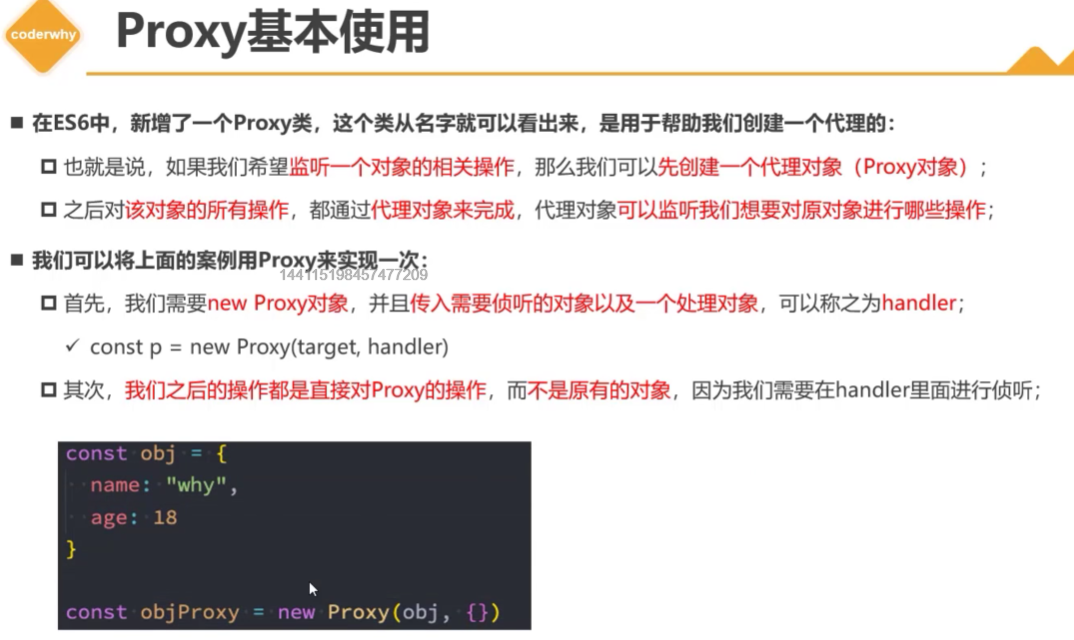 coderwhy
Proxy基本使用
在ES6中，新增了一个Proxy类，这个类从名字就可以看出来，是用于帮助我们创建一个代理的：
也就是说，如果我们希望监听一个对象的相关操作，那么我们可以先创建一个代理对象（Proxy对象）；
之后对该对象的所有操作，都通过代理对象来完成，代理对象可以监听我们想要对原对象进行哪些操作；
我们可以将上面的案例用Proxy来实现一次：
144115198457477209
首先，我们需要new Proxy对象，并且传入需要侦听的对象以及一个处理对象，可以称之为handler；
const p = new Proxy(target, handler)
其次，我们之后的操作都是直接对Proxy的操作，而不是原有的对象，因为我们需要在handler里面进行侦听；
const obj = {
name: "why",
age: 18
}
const objProxy = new Proxy(obj, {})